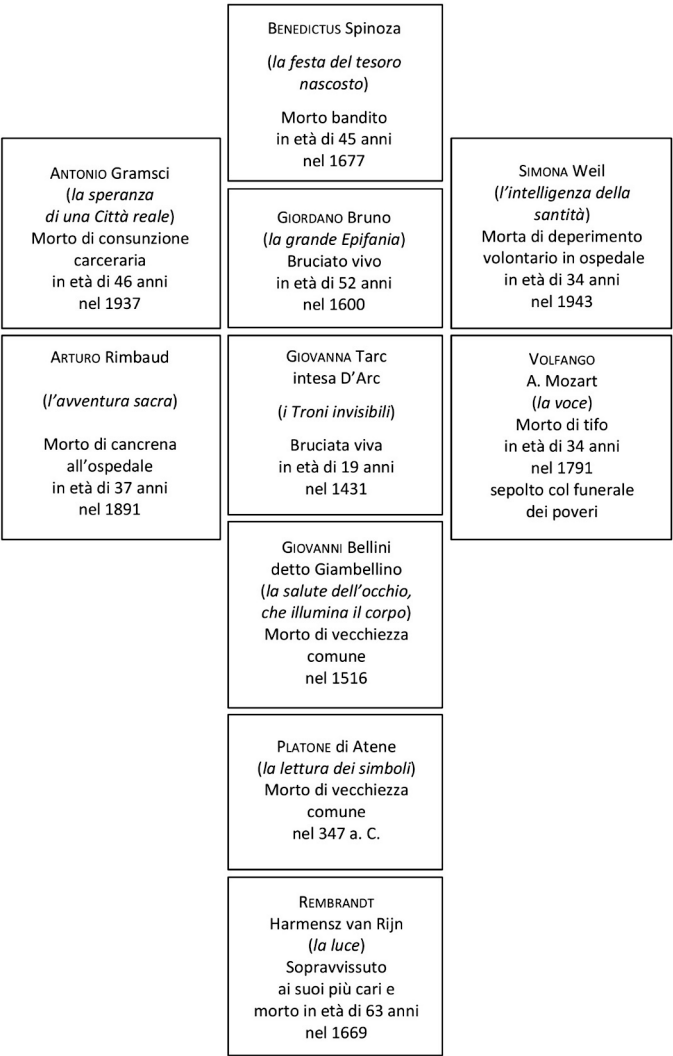 BENEDICTUS Spinoza
(la festa del tesoro
nascosto)
Morto bandito
in età di 45 anni
nel 1677
ANTONIO Gramsci
(la speranza
di una Città reale)
Morto di consunzione
carceraria
in età di 46 anni
nel 1937
GIORDANO Bruno
(la grande Epifania)
Bruciato vivo
in età di 52 anni
nel 1600
SIMONA Weil
(l’intelligenza della
santità)
Morta di deperimento
volontario in ospedale
in età di 34 anni
nel 1943
ARTURO Rimbaud
(l’avventura sacra)
Morto di cancrena
all’ospedale
in età di 37 anni
nel 1891
GIOVANNA Tarc
intesa D’Arc
(i Troni invisibili)
Bruciata viva
in età di 19 anni
nel 1431
VOLFANGO
A. Mozart
(la voce)
Morto di tifo
in età di 34 anni
nel 1791
sepolto col funerale
dei poveri
GIOVANNI Bellini
detto Giambellino
(la salute dell’occhio,
che illumina il corpo)
Morto di vecchiezza
comune
nel 1516
PLATONE di Atene
(la lettura dei simboli)
Morto di vecchiezza
comune
nel 347 a. C.
REMBRANDT
Harmensz van Rijn
(la luce)
Sopravvissuto
ai suoi più cari e
morto in età di 63 anni
nel 1669